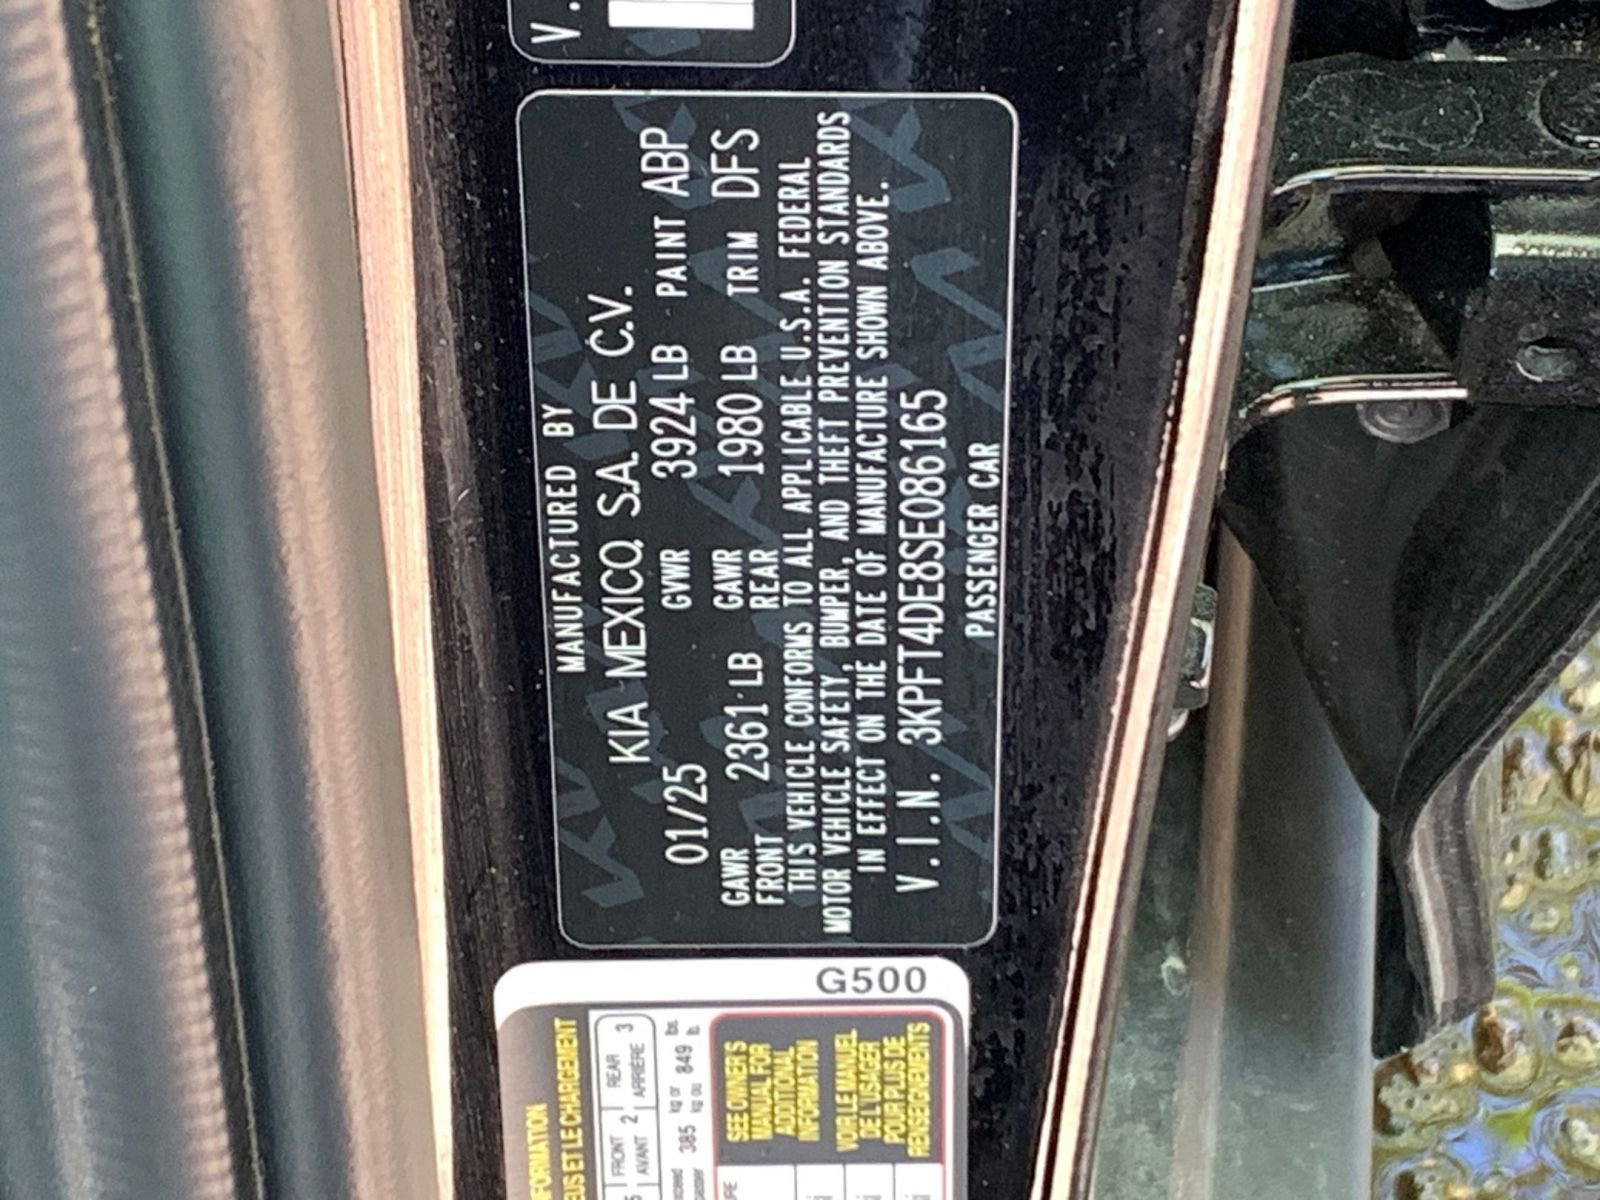 V.
MANUFACTURED BY
KIA MEXICO, S.A. DE C.V.
01/25 GVWR 3924 LB PAINT ABP
GAWR FRONT 2361 LB GAWR REAR 1980 LB TRIM DFS
THIS VEHICLE CONFORMS TO ALL APPLICABLE U.S.A. FEDERAL
MOTOR VEHICLE SAFETY, BUMPER, AND THEFT PREVENTION STANDARDS
IN EFFECT ON THE DATE OF MANUFACTURE SHOWN ABOVE.
V.I.N. 3KPFT4DE8SE086165
PASSENGER CAR
G500
FRONT 2 REAR 3
AVANT ARRIÈRE
385 kg or 849 lbs.
kg ou lb.
SEE OWNER'S
MANUAL FOR
ADDITIONAL
INFORMATION
VOIR LE MANUEL
DE L'USAGER
POUR PLUS DE
RENSEIGNEMENTS